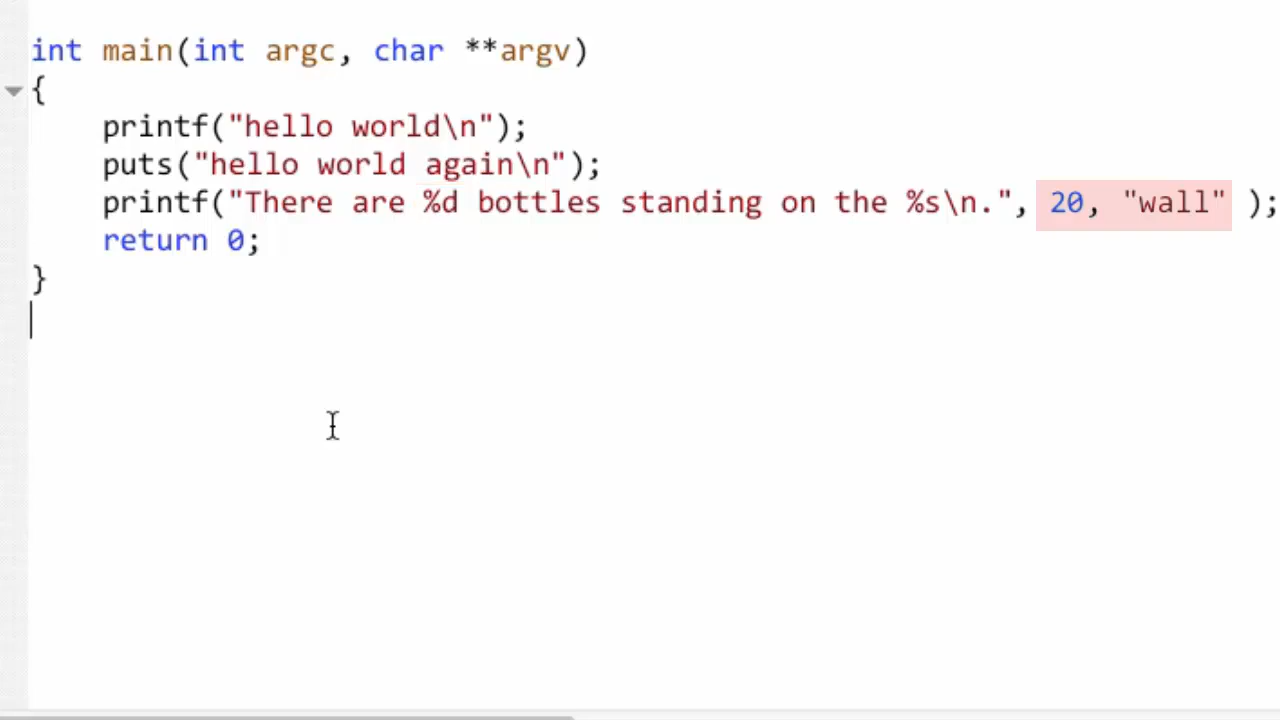 int main(int argc, char **argv)
{
    printf("hello world\n");
    puts("hello world again\n");
    printf("There are %d bottles standing on the %s\n.", 20, "wall" );
    return 0;
}